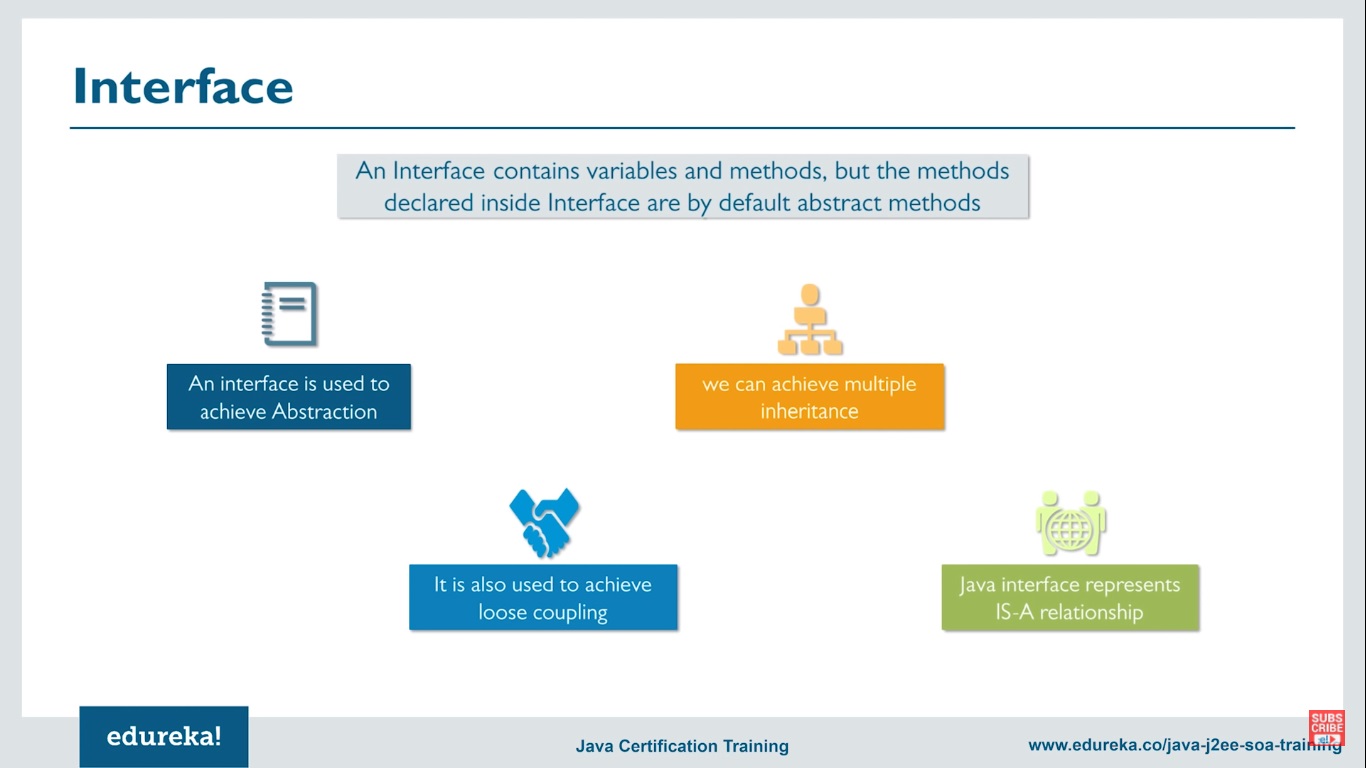 Interface
An Interface contains variables and methods, but the methods
declared inside Interface are by default abstract methods
An interface is used to
achieve Abstraction
we can achieve multiple
inheritance
It is also used to achieve
loose coupling
Java interface represents
IS-A relationship
edureka!
Java Certification Training
www.edureka.co/java-j2ee-soa-training
SUBS
CRIBE